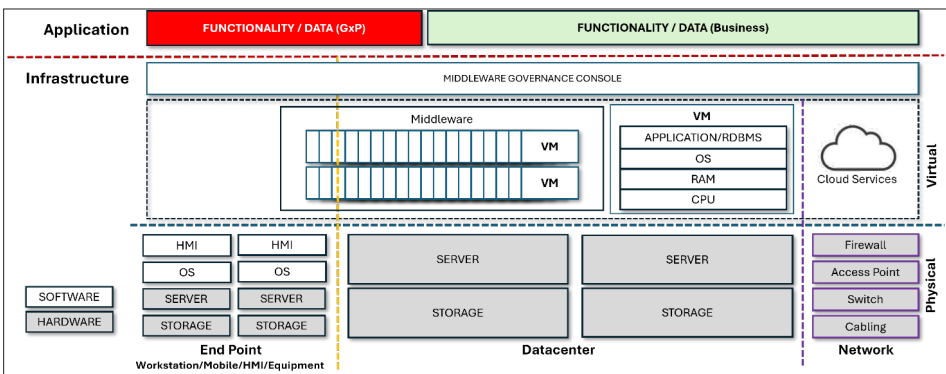 Application
FUNCTIONALITY / DATA (GxP)
FUNCTIONALITY / DATA (Business)
Infrastructure
MIDDLEWARE GOVERNANCE CONSOLE
Middleware
VM
VM
VM
APPLICATION/RDBMS
OS
RAM
CPU
Cloud Services
Virtual
HMI
HMI
OS
OS
SERVER
SERVER
STORAGE
STORAGE
SERVER
SERVER
STORAGE
STORAGE
Firewall
Access Point
Switch
Cabling
Physical
SOFTWARE
HARDWARE
End Point
Workstation/Mobile/HMI/Equipment
Datacenter
Network